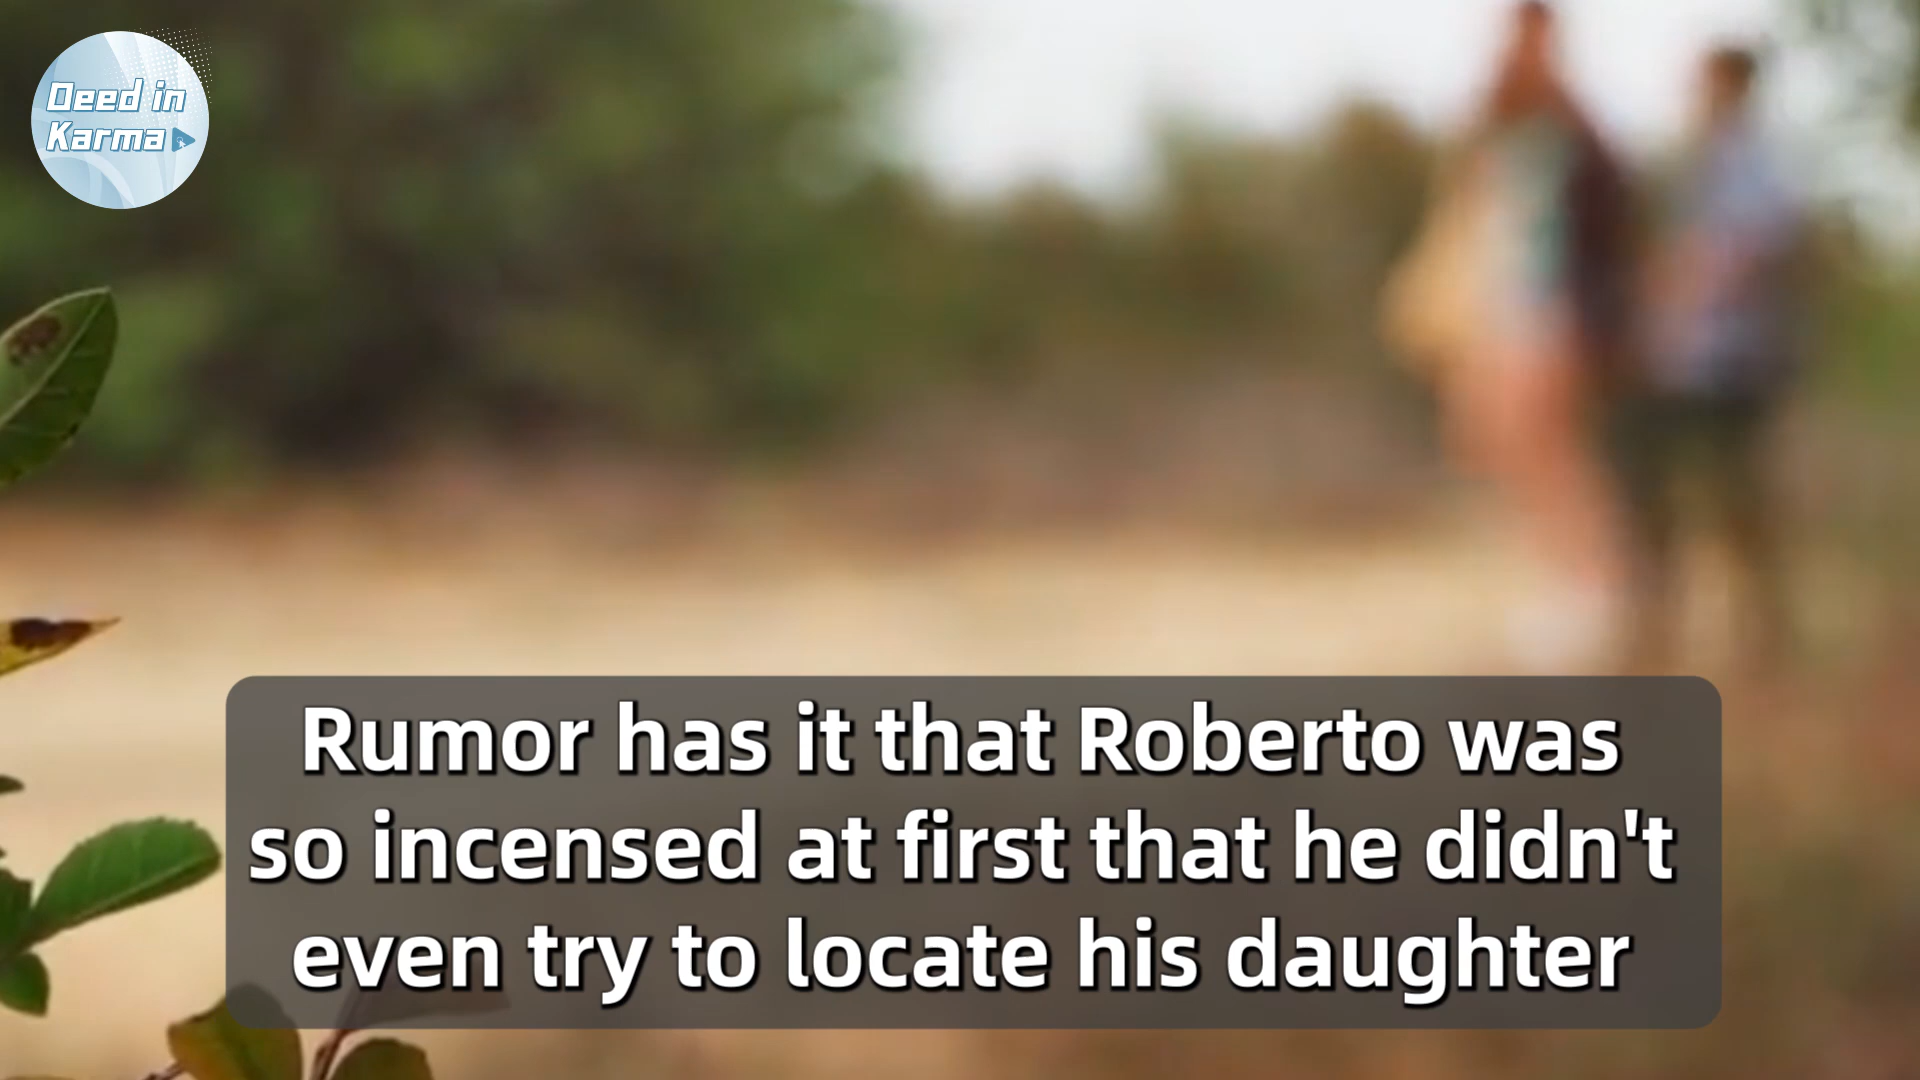 Deed in
Karma
Rumor has it that Roberto was
so incensed at first that he didn't
even try to locate his daughter